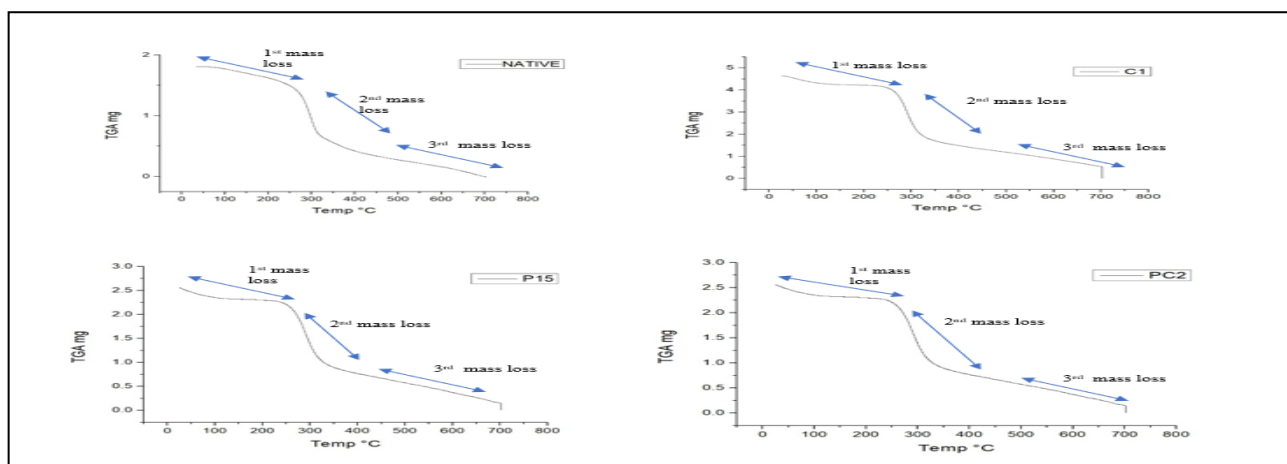 1st mass
loss
NATIVE
2
2nd mass
loss
TGA mg
1
3rd mass loss
0
0 100 200 300 400 500 600 700 800
Temp °C
1st mass loss
C1
5
4
2nd mass loss
3
TGA mg
2
3rd mass loss
1
0
0 100 200 300 400 500 600 700 800
Temp °C
1st mass
loss
P15
3.0
2.5
2.0
2nd mass loss
TGA mg
1.5
1.0
3rd mass loss
0.5
0.0
0 100 200 300 400 500 600 700 800
Temp °C
1st mass
loss
PC2
3.0
2.5
2.0
2nd mass loss
TGA mg
1.5
1.0
3rd mass loss
0.5
0.0
0 100 200 300 400 500 600 700 800
Temp °C